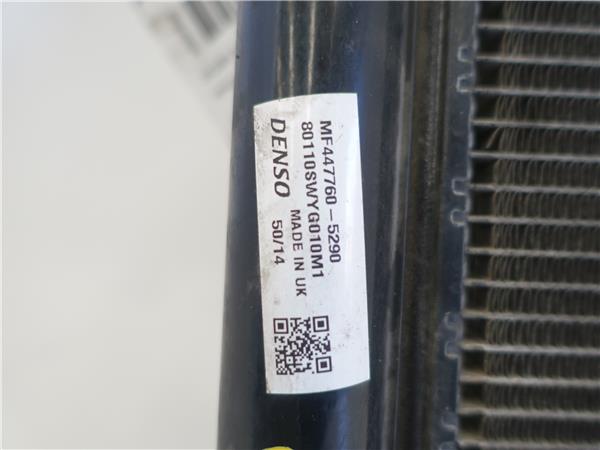 MF447760-5290
80110SWYG010M1
DENSO MADE IN UK
50/14